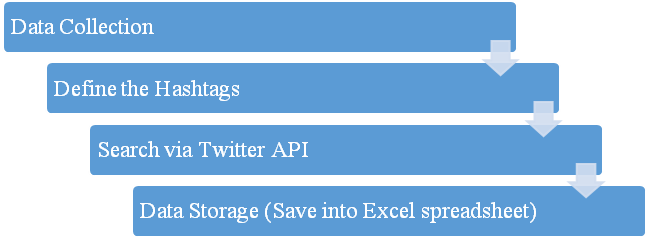 Data Collection
Define the Hashtags
Search via Twitter API
Data Storage (Save into Excel spreadsheet)